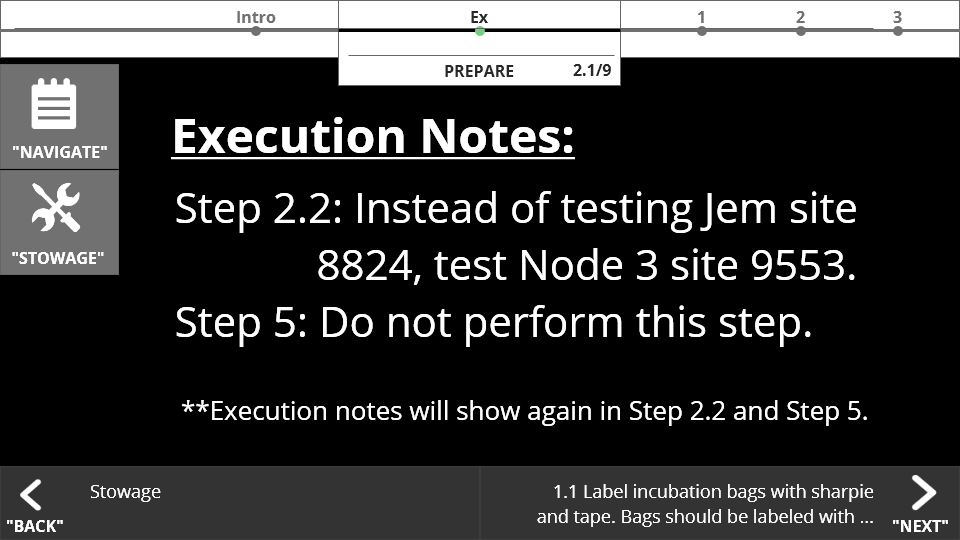 Intro Ex 1 2 3
PREPARE 2.1/9
"NAVIGATE"
"STOWAGE"
Execution Notes:
Step 2.2: Instead of testing Jem site
8824, test Node 3 site 9553.
Step 5: Do not perform this step.
**Execution notes will show again in Step 2.2 and Step 5.
Stowage
"BACK"
1.1 Label incubation bags with sharpie
and tape. Bags should be labeled with ...
"NEXT"